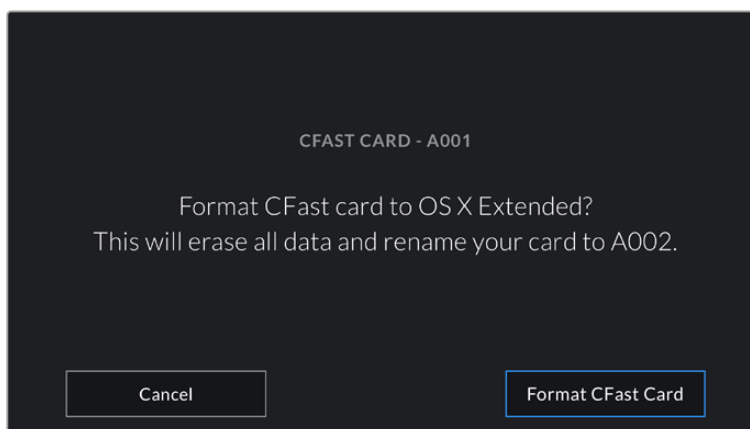 CFAST CARD - A001
Format CFast card to OS X Extended?
This will erase all data and rename your card to A002.
Cancel
Format CFast Card